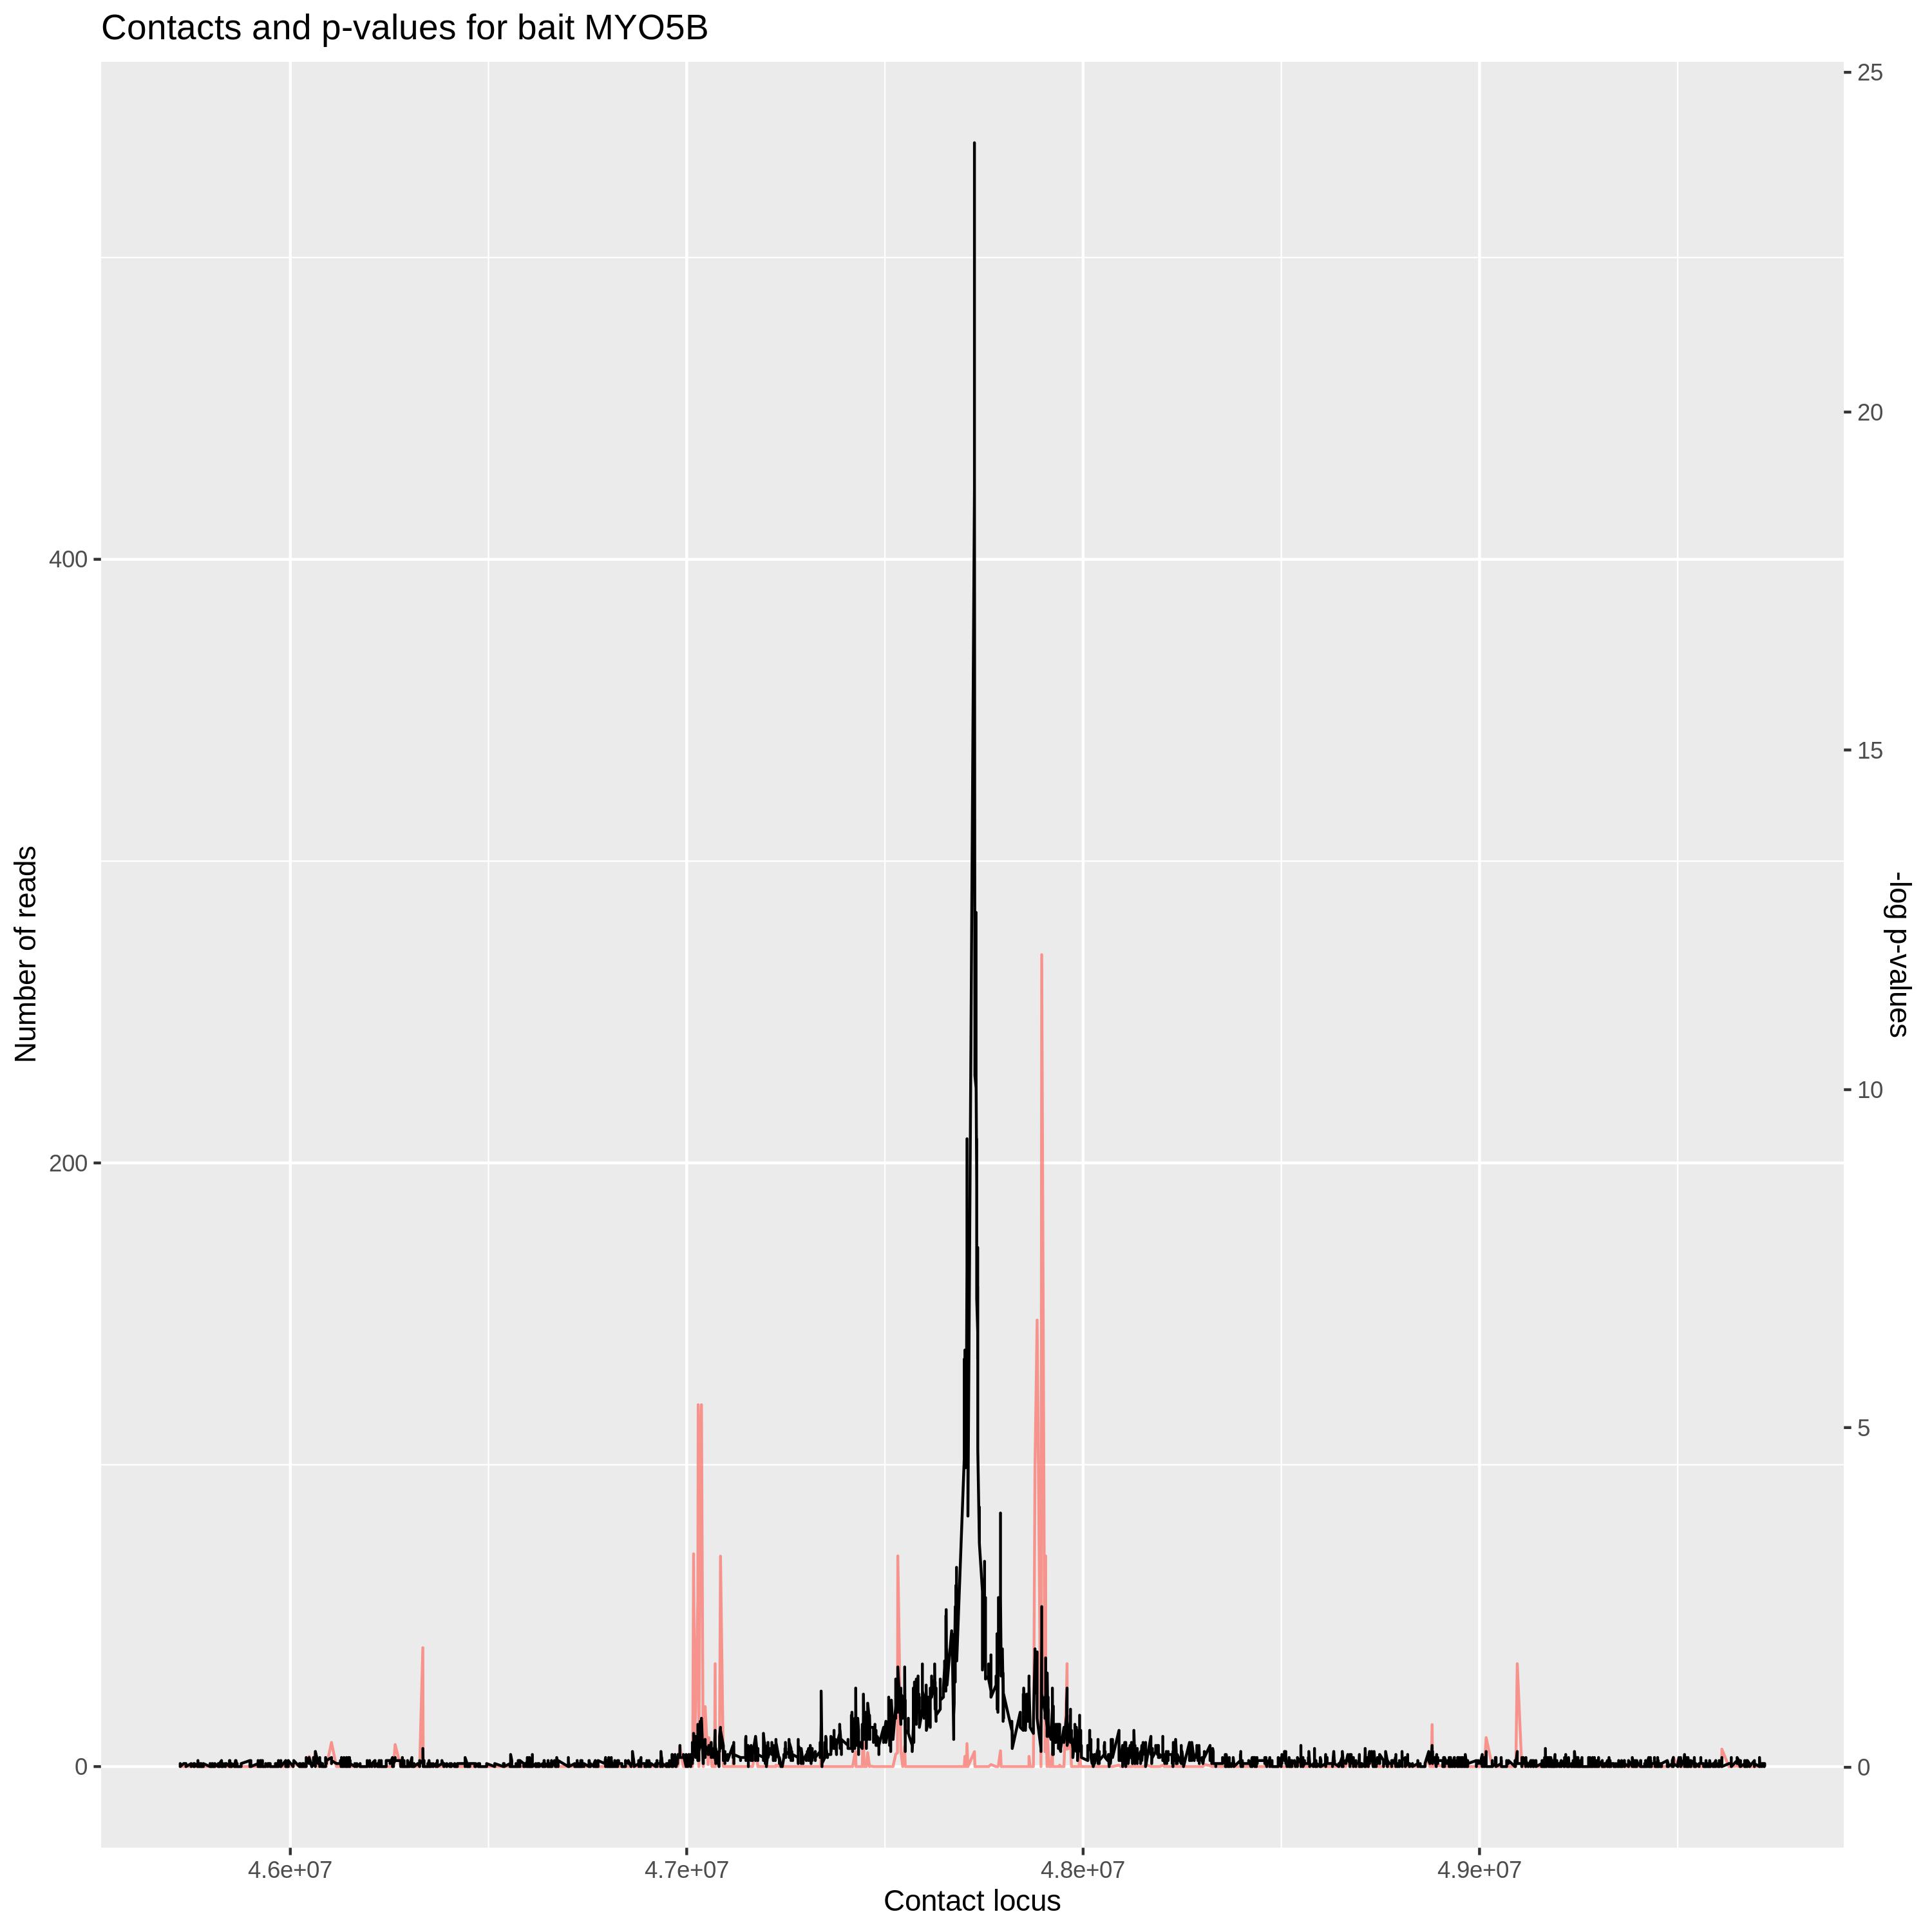 Contacts and p-values for bait MYO5B
Number of reads
400
200
0
25
20
15
10
5
0
-log p-values
4.6e+07
4.7e+07
4.8e+07
4.9e+07
Contact locus